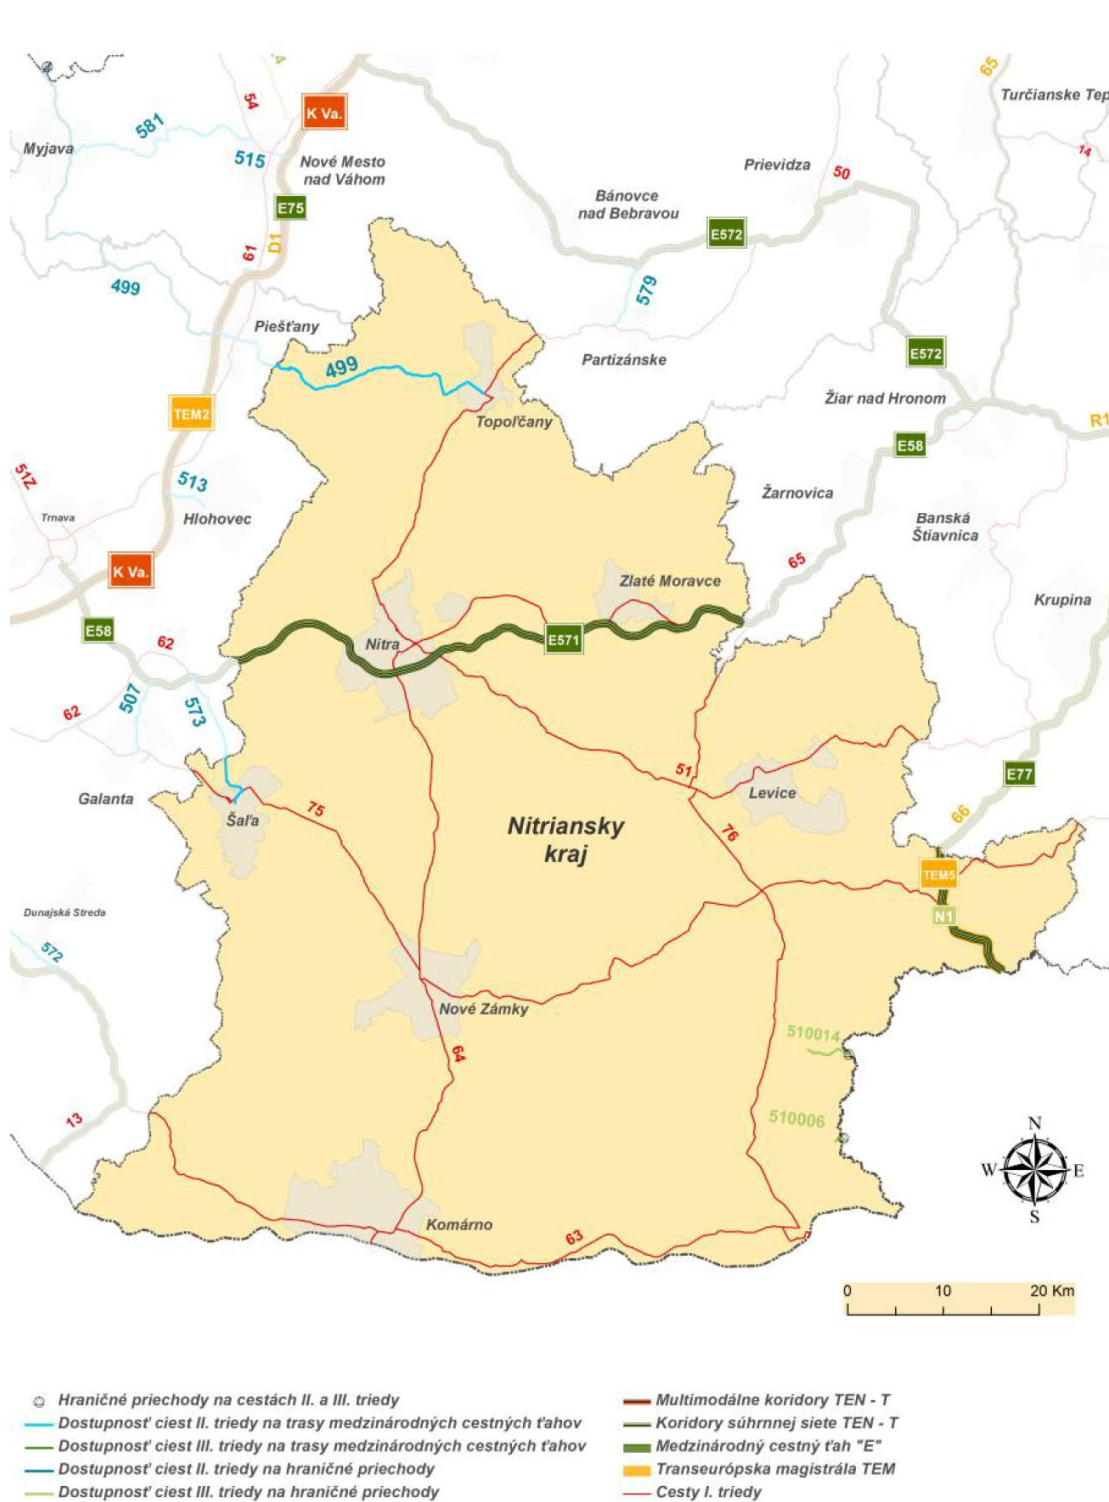 65
Turčianske Tep
54
K Va.
581
Myjava
515
Nové Mesto
nad Váhom
14
Prievidza
50
Bánovce
nad Bebravou
E75
E572
61
D1
499
579
Piešťany
Partizánske
E572
499
Žiar nad Hronom
TEM2
Topoľčany
R1
E58
51Z
513
Žarnovica
Trnava
Hlohovec
Banská
Štiavnica
65
K Va.
Zlaté Moravce
Krupina
E58
62
Nitra
E571
507
573
62
51
E77
Galanta
75
Levice
Šaľa
76
66
Nitriansky
kraj
TEM5
Dunajská Streda
N1
572
Nové Zámky
510014
64
13
510006
N
W
E
S
Komárno
63
0
10
20 Km
Hraničné priechody na cestách II. a III. triedy
Dostupnosť ciest II. triedy na trasy medzinárodných cestných ťahov
Dostupnosť ciest III. triedy na trasy medzinárodných cestných ťahov
Dostupnosť ciest II. triedy na hraničné priechody
Dostupnosť ciest III. triedy na hraničné priechody
Multimodálne koridory TEN - T
Koridory súhrnnej siete TEN - T
Medzinárodný cestný ťah "E"
Transeurópska magistrála TEM
Cesty I. triedy